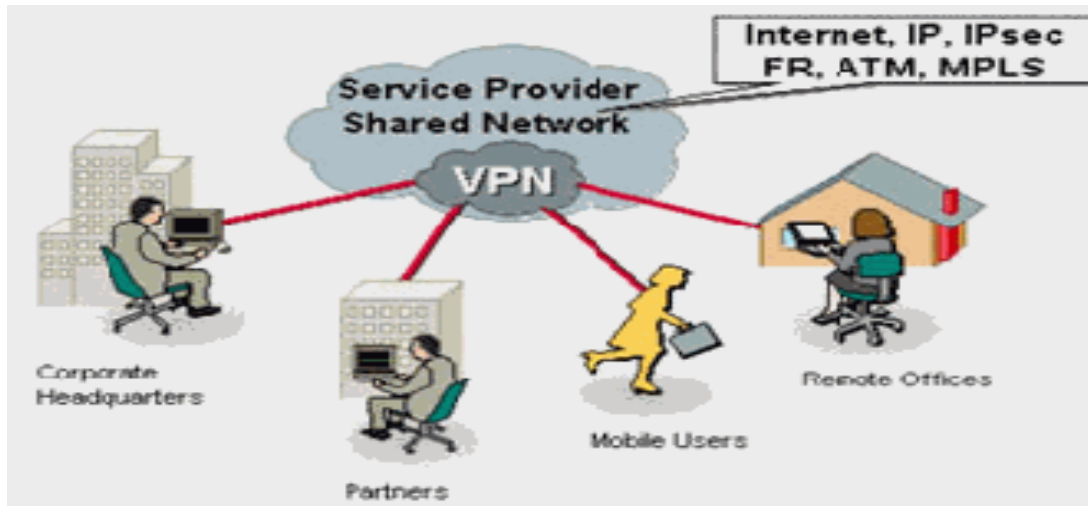 Internet, IP, IPsec
FR, ATM, MPLS
Service Provider
Shared Network
VPN
Corporate
Headquarters
Partners
Mobile Users
Remote Offices